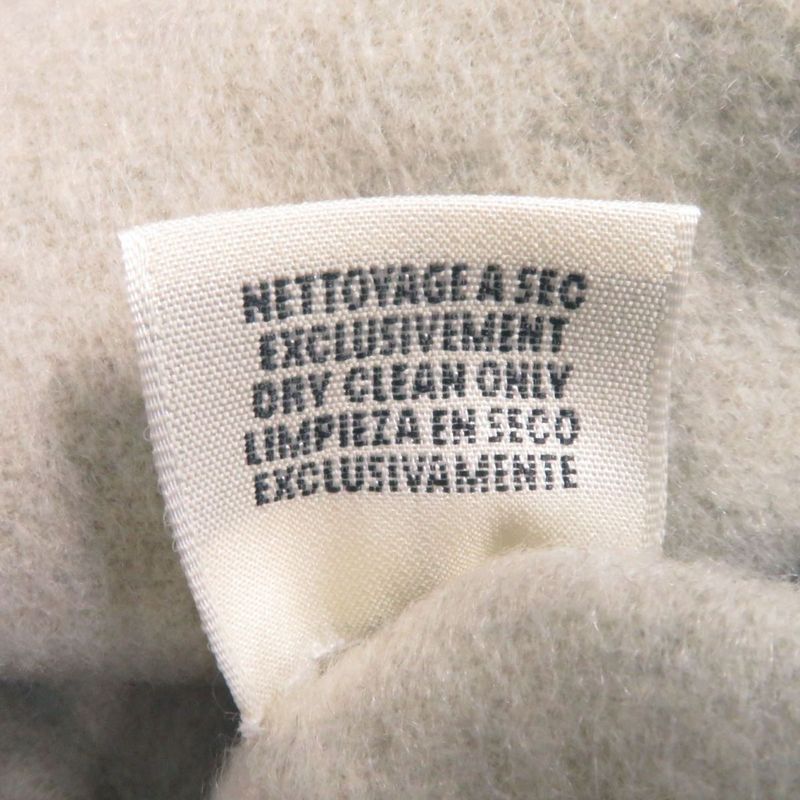 NETTOYAGE A SEC
EXCLUSIVEMENT
DRY CLEAN ONLY
LIMPIEZA EN SECO
EXCLUSIVAMENTE